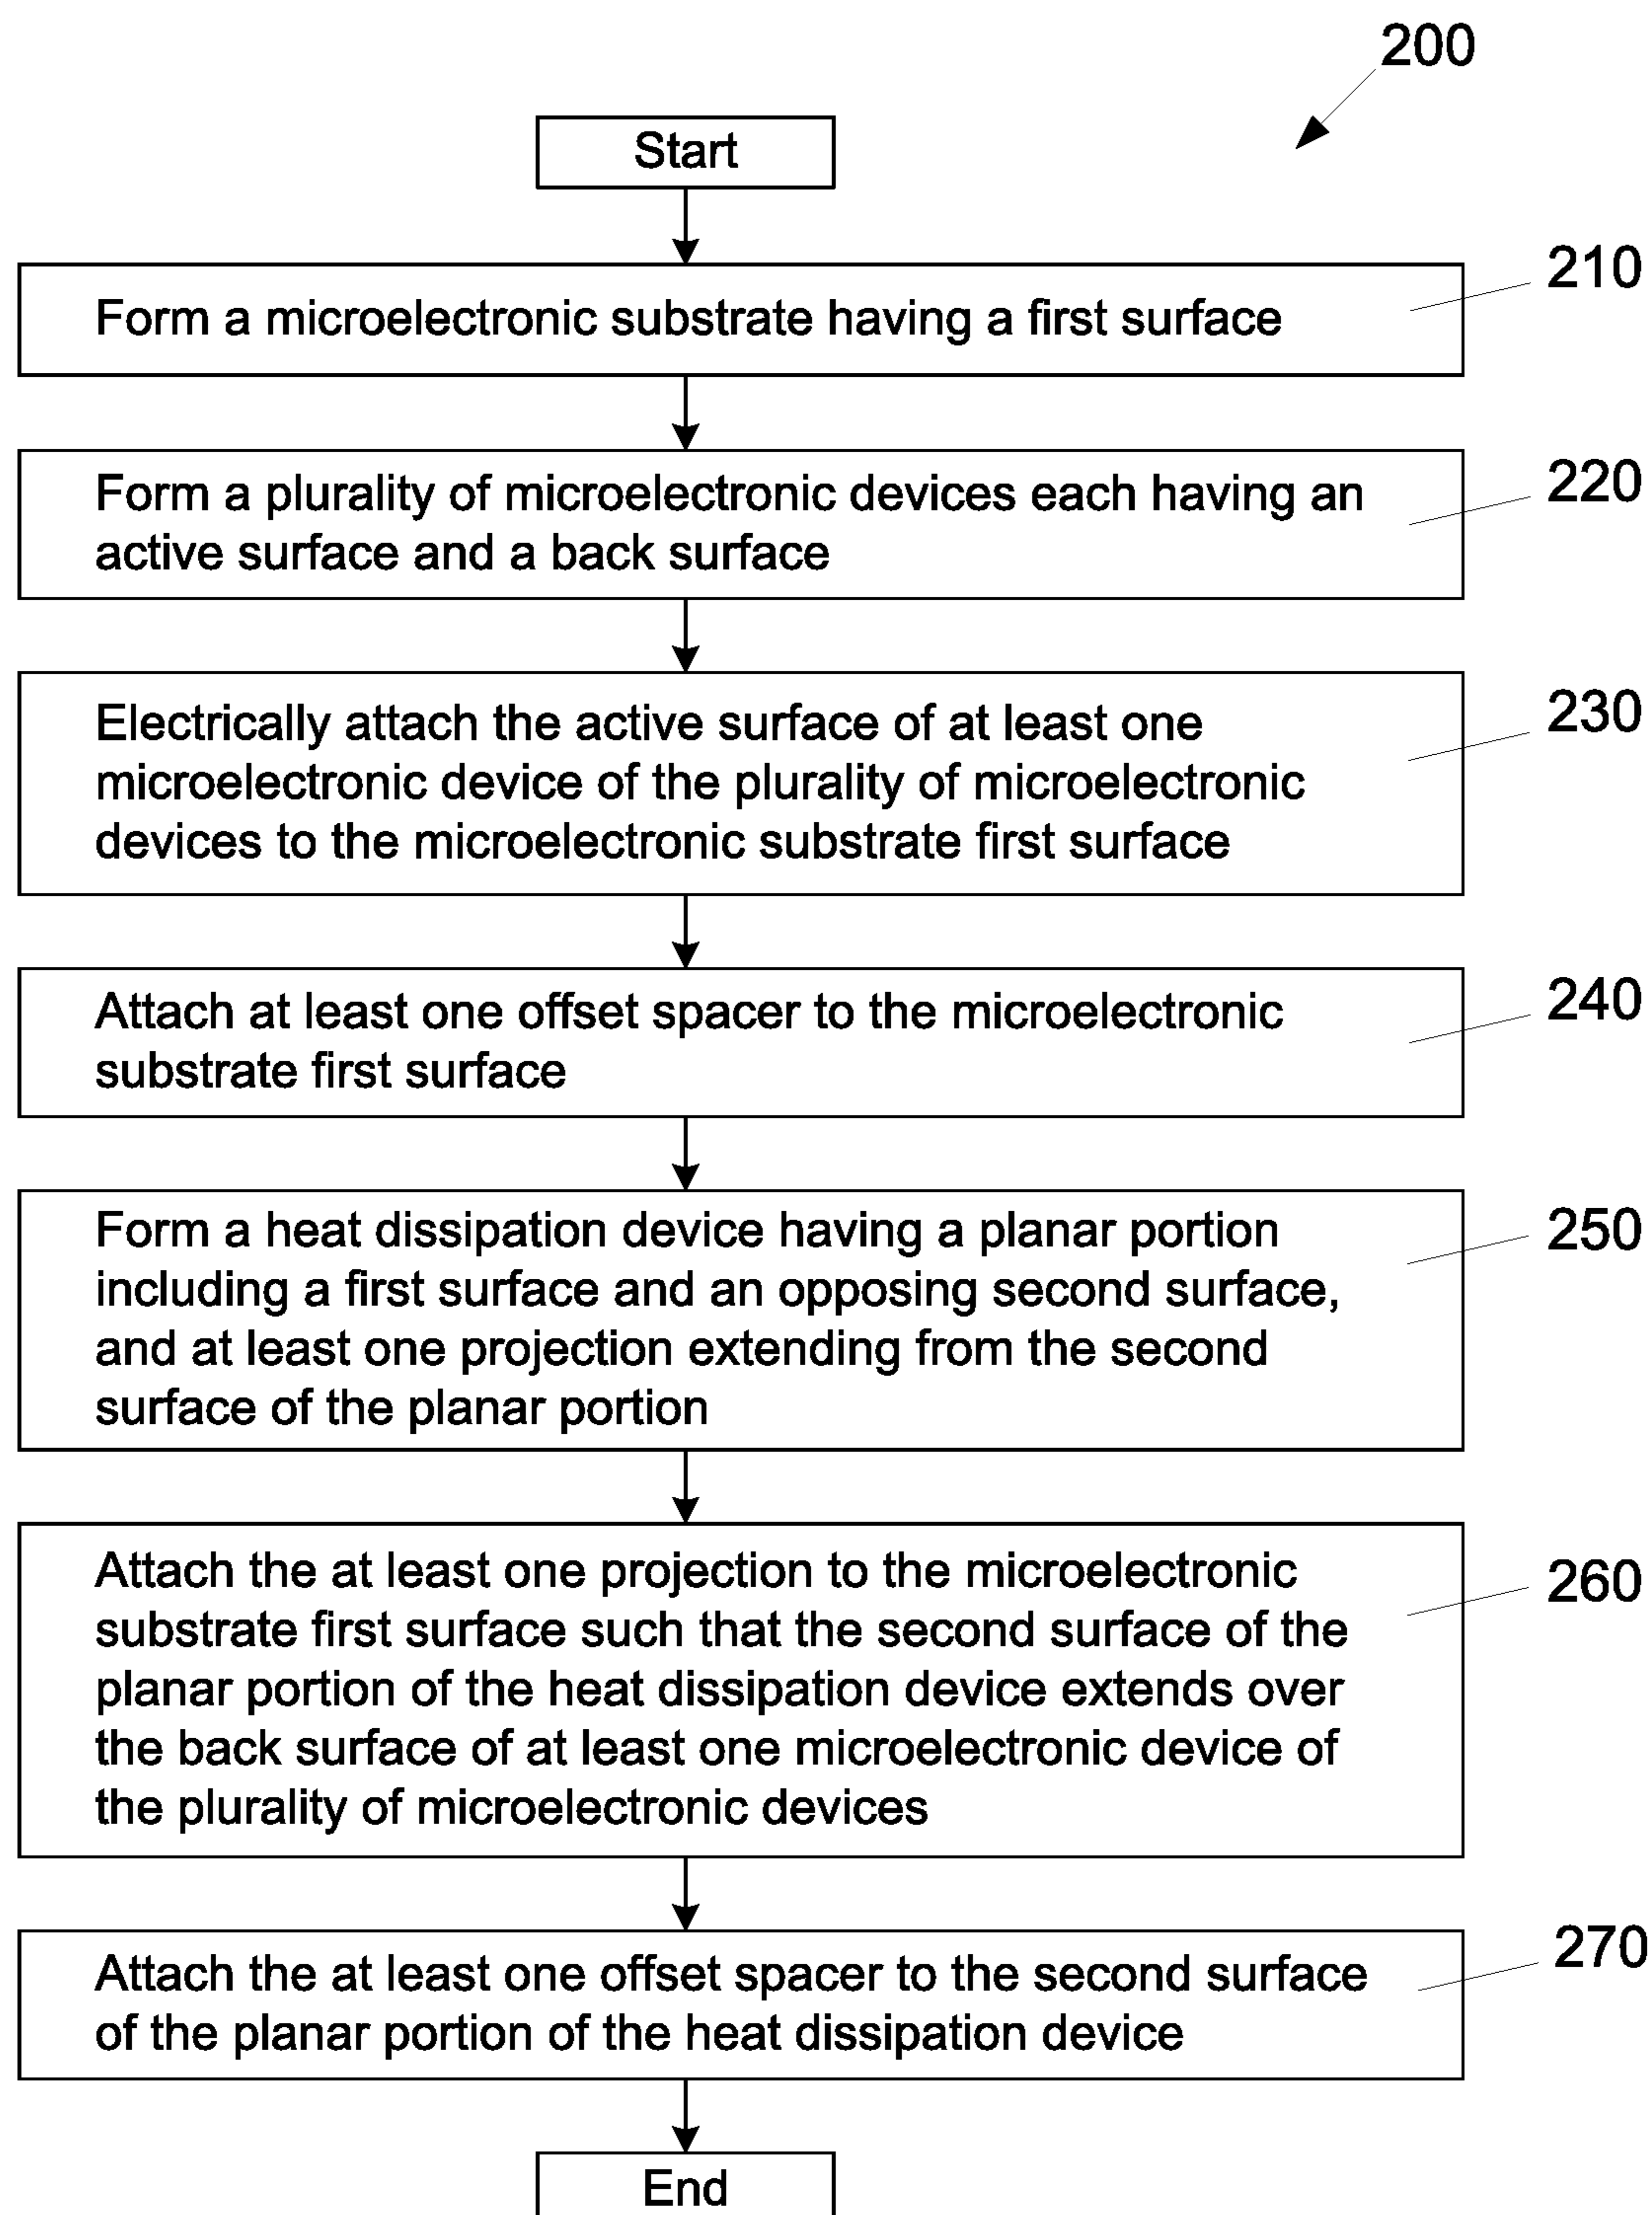 200
Start
210
Form a microelectronic substrate having a first surface
220
Form a plurality of microelectronic devices each having an
active surface and a back surface
230
Electrically attach the active surface of at least one
microelectronic device of the plurality of microelectronic
devices to the microelectronic substrate first surface
240
Attach at least one offset spacer to the microelectronic
substrate first surface
250
Form a heat dissipation device having a planar portion
including a first surface and an opposing second surface,
and at least one projection extending from the second
surface of the planar portion
260
Attach the at least one projection to the microelectronic
substrate first surface such that the second surface of the
planar portion of the heat dissipation device extends over
the back surface of at least one microelectronic device of
the plurality of microelectronic devices
270
Attach the at least one offset spacer to the second surface
of the planar portion of the heat dissipation device
End